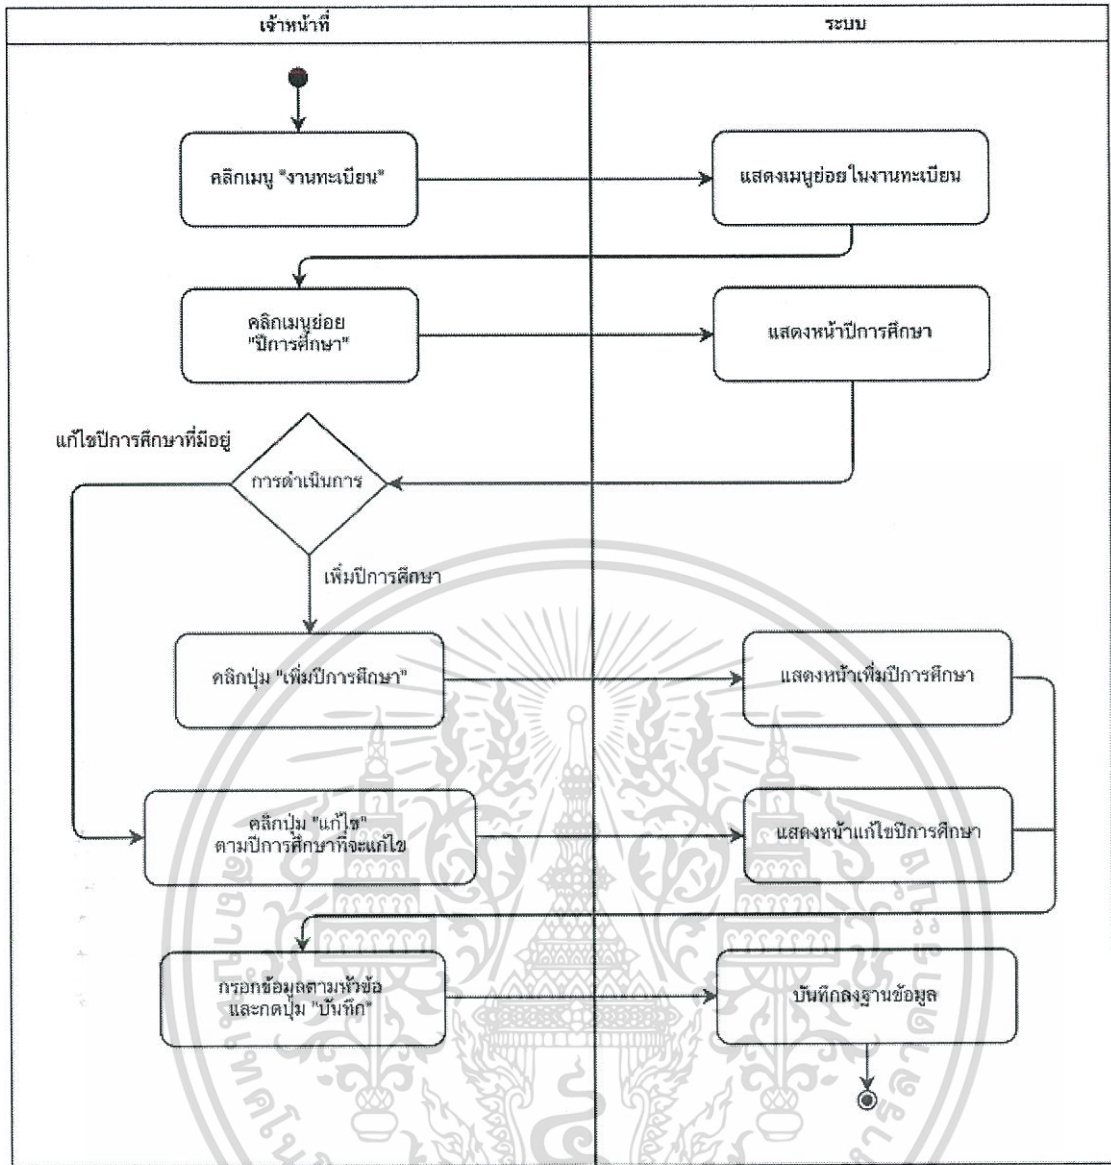 เจ้าหน้าที่
ระบบ
คลิกเมนู "งานทะเบียน"
แสดงเมนูย่อยในงานทะเบียน
คลิกเมนูย่อย
"ปีการศึกษา"
แสดงหน้าปีการศึกษา
แก้ไขปีการศึกษาที่มีอยู่
การดำเนินการ
เพิ่มปีการศึกษา
คลิกปุ่ม "เพิ่มปีการศึกษา"
แสดงหน้าเพิ่มปีการศึกษา
คลิกปุ่ม "แก้ไข"
ตามปีการศึกษาที่จะแก้ไข
แสดงหน้าแก้ไขปีการศึกษา
กรอกข้อมูลตามหัวข้อ
และกดปุ่ม "บันทึก"
บันทึกลงฐานข้อมูล